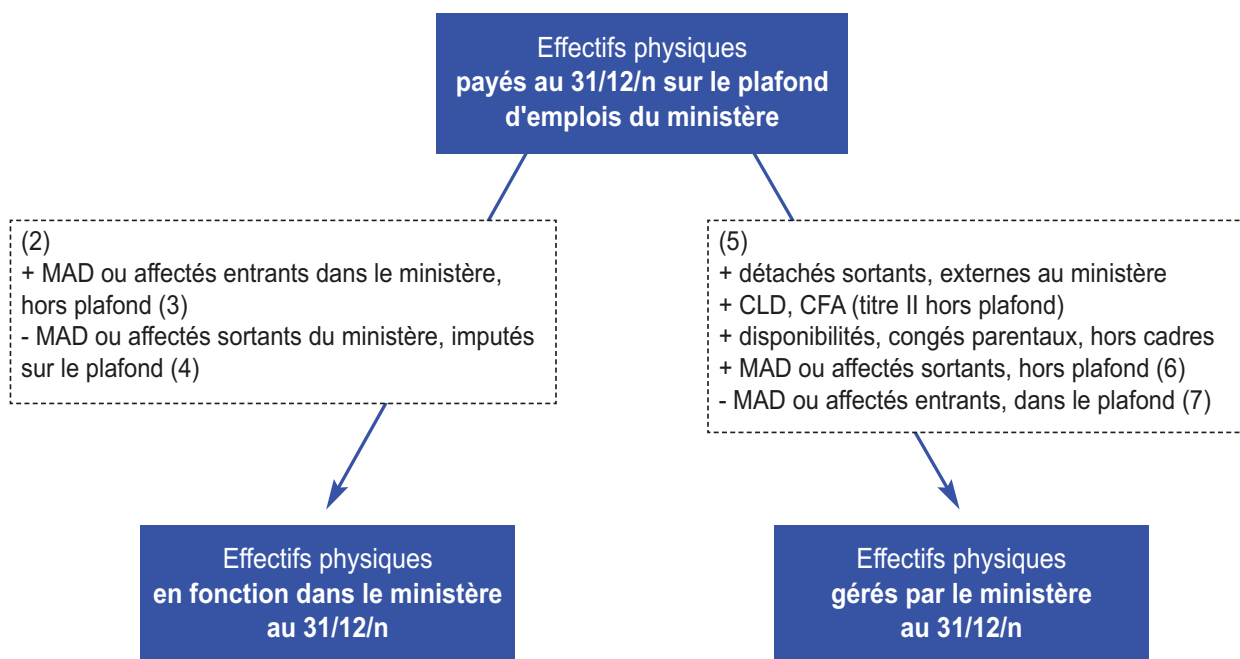 Effectifs physiques
payés au 31/12/n sur le plafond
d'emplois du ministère
(2)
+ MAD ou affectés entrants dans le ministère,
hors plafond (3)
- MAD ou affectés sortants du ministère, imputés
sur le plafond (4)
(5)
+ détachés sortants, externes au ministère
+ CLD, CFA (titre II hors plafond)
+ disponibilités, congés parentaux, hors cadres
+ MAD ou affectés sortants, hors plafond (6)
- MAD ou affectés entrants, dans le plafond (7)
Effectifs physiques
en fonction dans le ministère
au 31/12/n
Effectifs physiques
gérés par le ministère
au 31/12/n